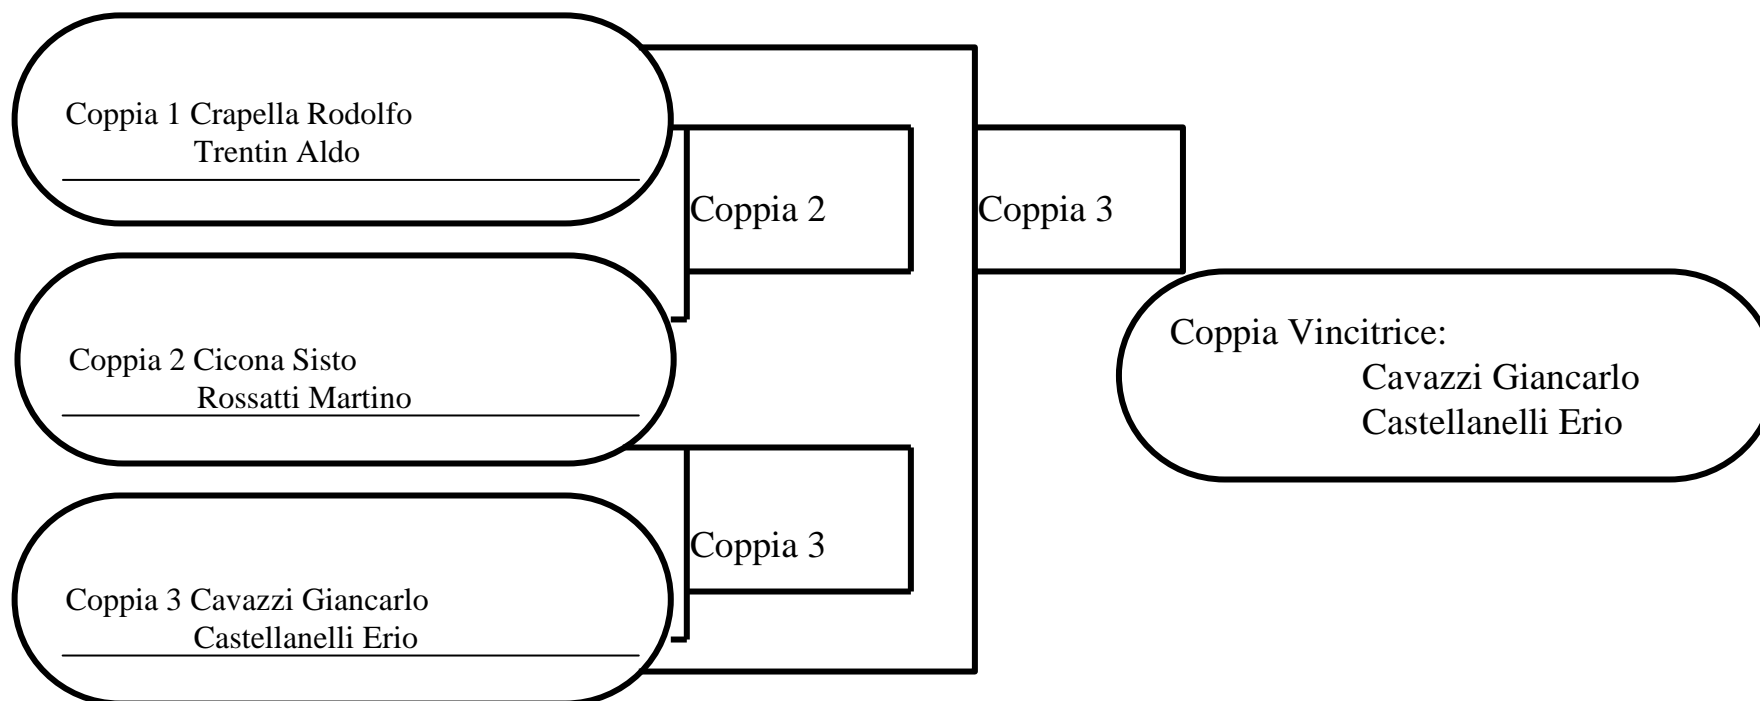 Coppia 1 Crapella Rodolfo
Trentin Aldo
Coppia 2
Coppia 3
Coppia 2 Cicona Sisto
Rossatti Martino
Coppia Vincitrice:
Cavazzi Giancarlo
Castellanelli Erio
Coppia 3
Coppia 3 Cavazzi Giancarlo
Castellanelli Erio